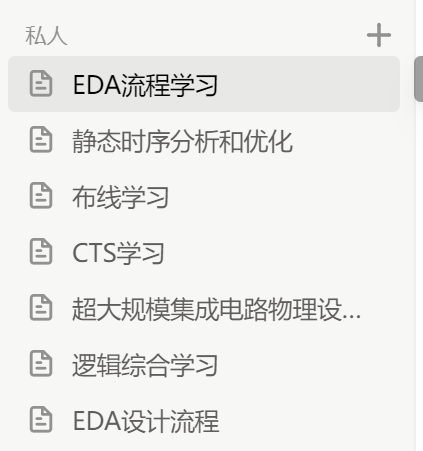 私人
EDA流程学习
静态时序分析和优化
布线学习
CTS学习
超大规模集成电路物理设...
逻辑综合学习
EDA设计流程